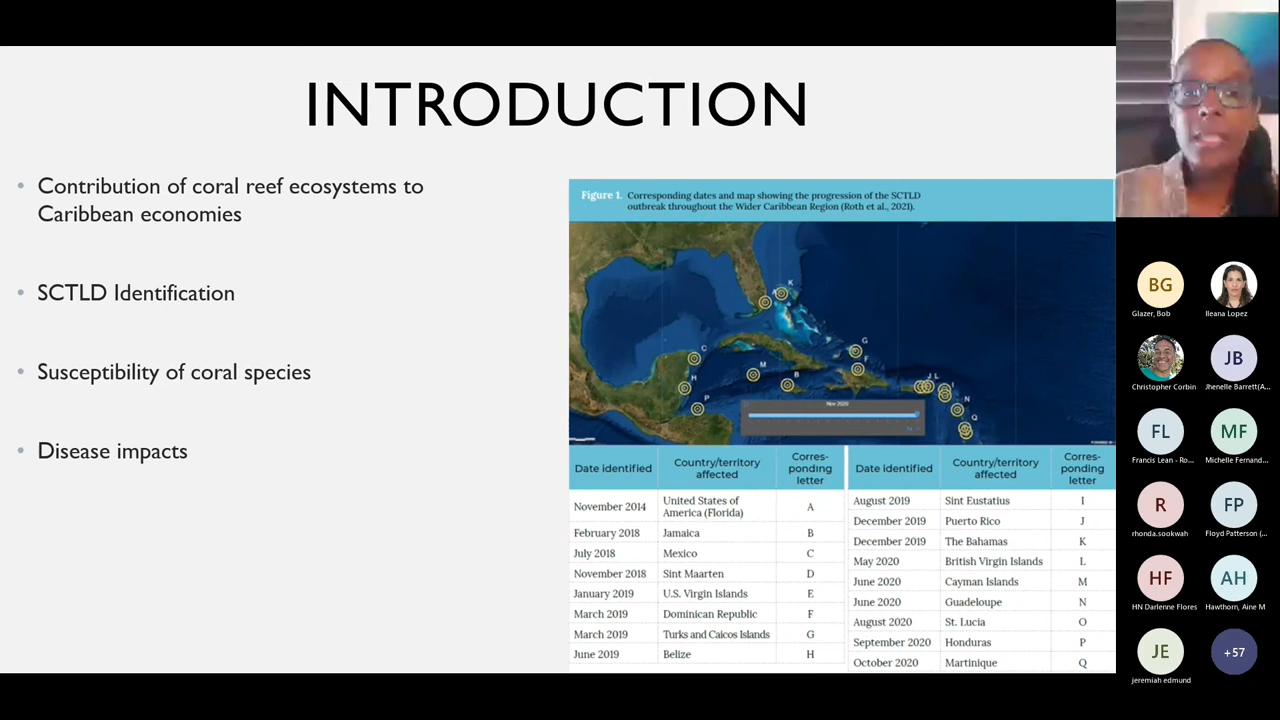 INTRODUCTION
• Contribution of coral reef ecosystems to
Caribbean economies
• SCTLD Identification
• Susceptibility of coral species
• Disease impacts
Figure 1. Corresponding dates and map showing the progression of the SCTLD
outbreak throughout the Wider Caribbean Region (Roth et al., 2021).
K
A
C
G
M
F
B
H
J L
I
P
N
Q
Nov 2020
Date identified Country/territory affected Corres-ponding letter
November 2014 United States of America (Florida) A
February 2018 Jamaica B
July 2018 Mexico C
November 2018 Sint Maarten D
January 2019 U.S. Virgin Islands E
March 2019 Dominican Republic F
March 2019 Turks and Caicos Islands G
June 2019 Belize H
Date identified Country/territory affected Corres-ponding letter
August 2019 Sint Eustatius I
December 2019 Puerto Rico J
December 2019 The Bahamas K
May 2020 British Virgin Islands L
June 2020 Cayman Islands M
June 2020 Guadeloupe N
August 2020 St. Lucia O
September 2020 Honduras P
October 2020 Martinique Q
BG
Glazer, Bob
Ileana Lopez
Christopher Corbin
JB
Jhenelle Barrett(A...
FL
Francis Lean - Ro...
MF
Michelle Fernand...
R
rhonda.sookwah
FP
Floyd Patterson (...
HF
HN Darlenne Flores
AH
Hawthorn, Aine M
JE
jeremiah edmund
+57